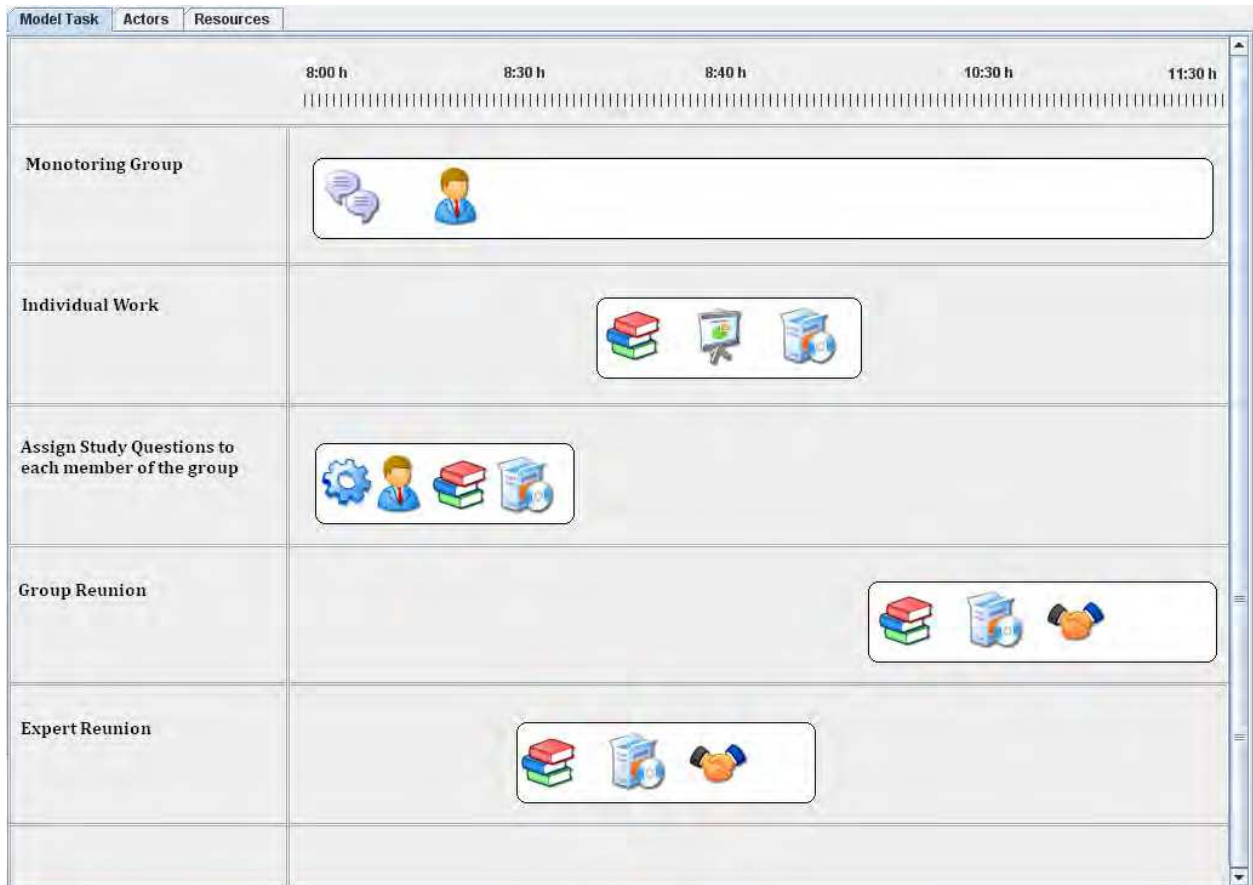 Model Task Actors Resources
8:00 h 8:30 h 8:40 h 10:30 h 11:30 h
Monotoring Group
Individual Work
Assign Study Questions to
each member of the group
Group Reunion
Expert Reunion